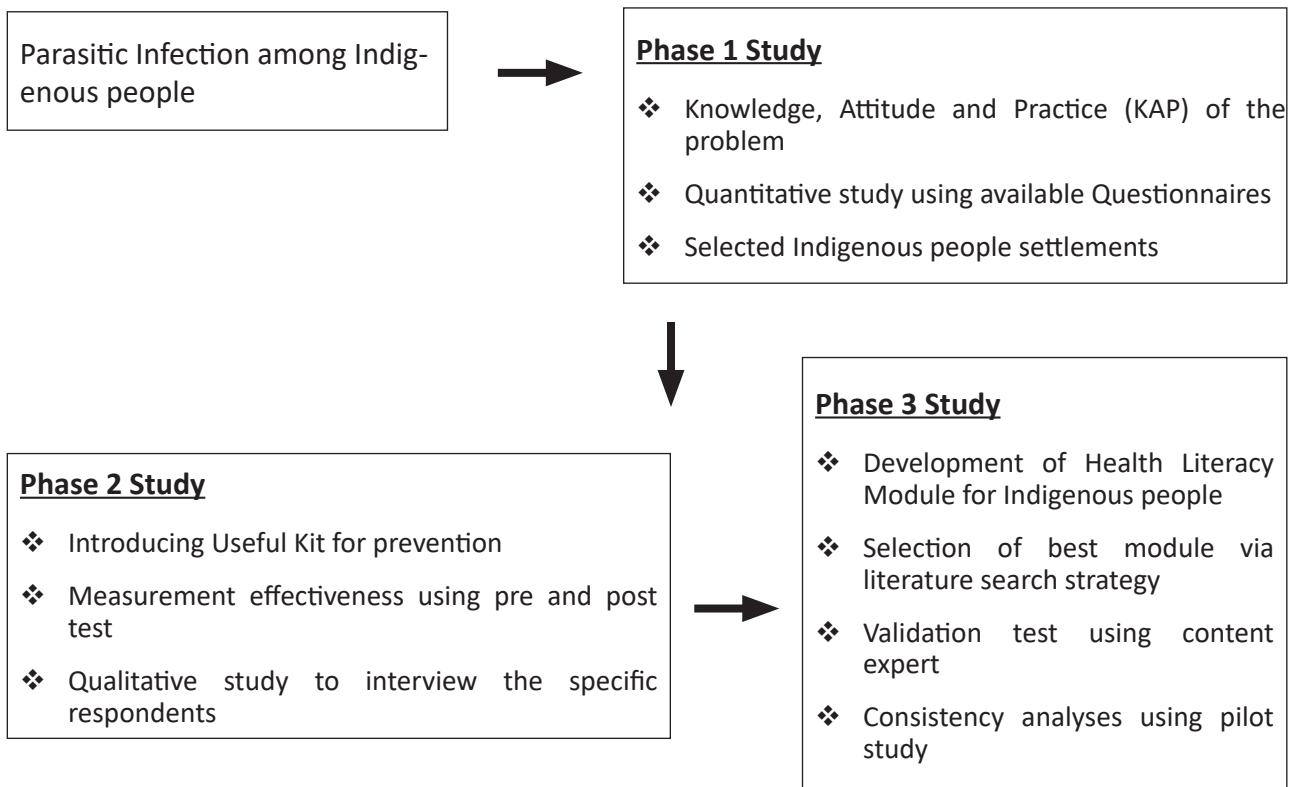 Parasitic Infection among Indig-
enous people
Phase 1 Study
❖ Knowledge, Attitude and Practice (KAP) of the
problem
❖ Quantitative study using available Questionnaires
❖ Selected Indigenous people settlements
Phase 2 Study
❖ Introducing Useful Kit for prevention
❖ Measurement effectiveness using pre and post
test
❖ Qualitative study to interview the specific
respondents
Phase 3 Study
❖ Development of Health Literacy
Module for Indigenous people
❖ Selection of best module via
literature search strategy
❖ Validation test using content
expert
❖ Consistency analyses using pilot
study